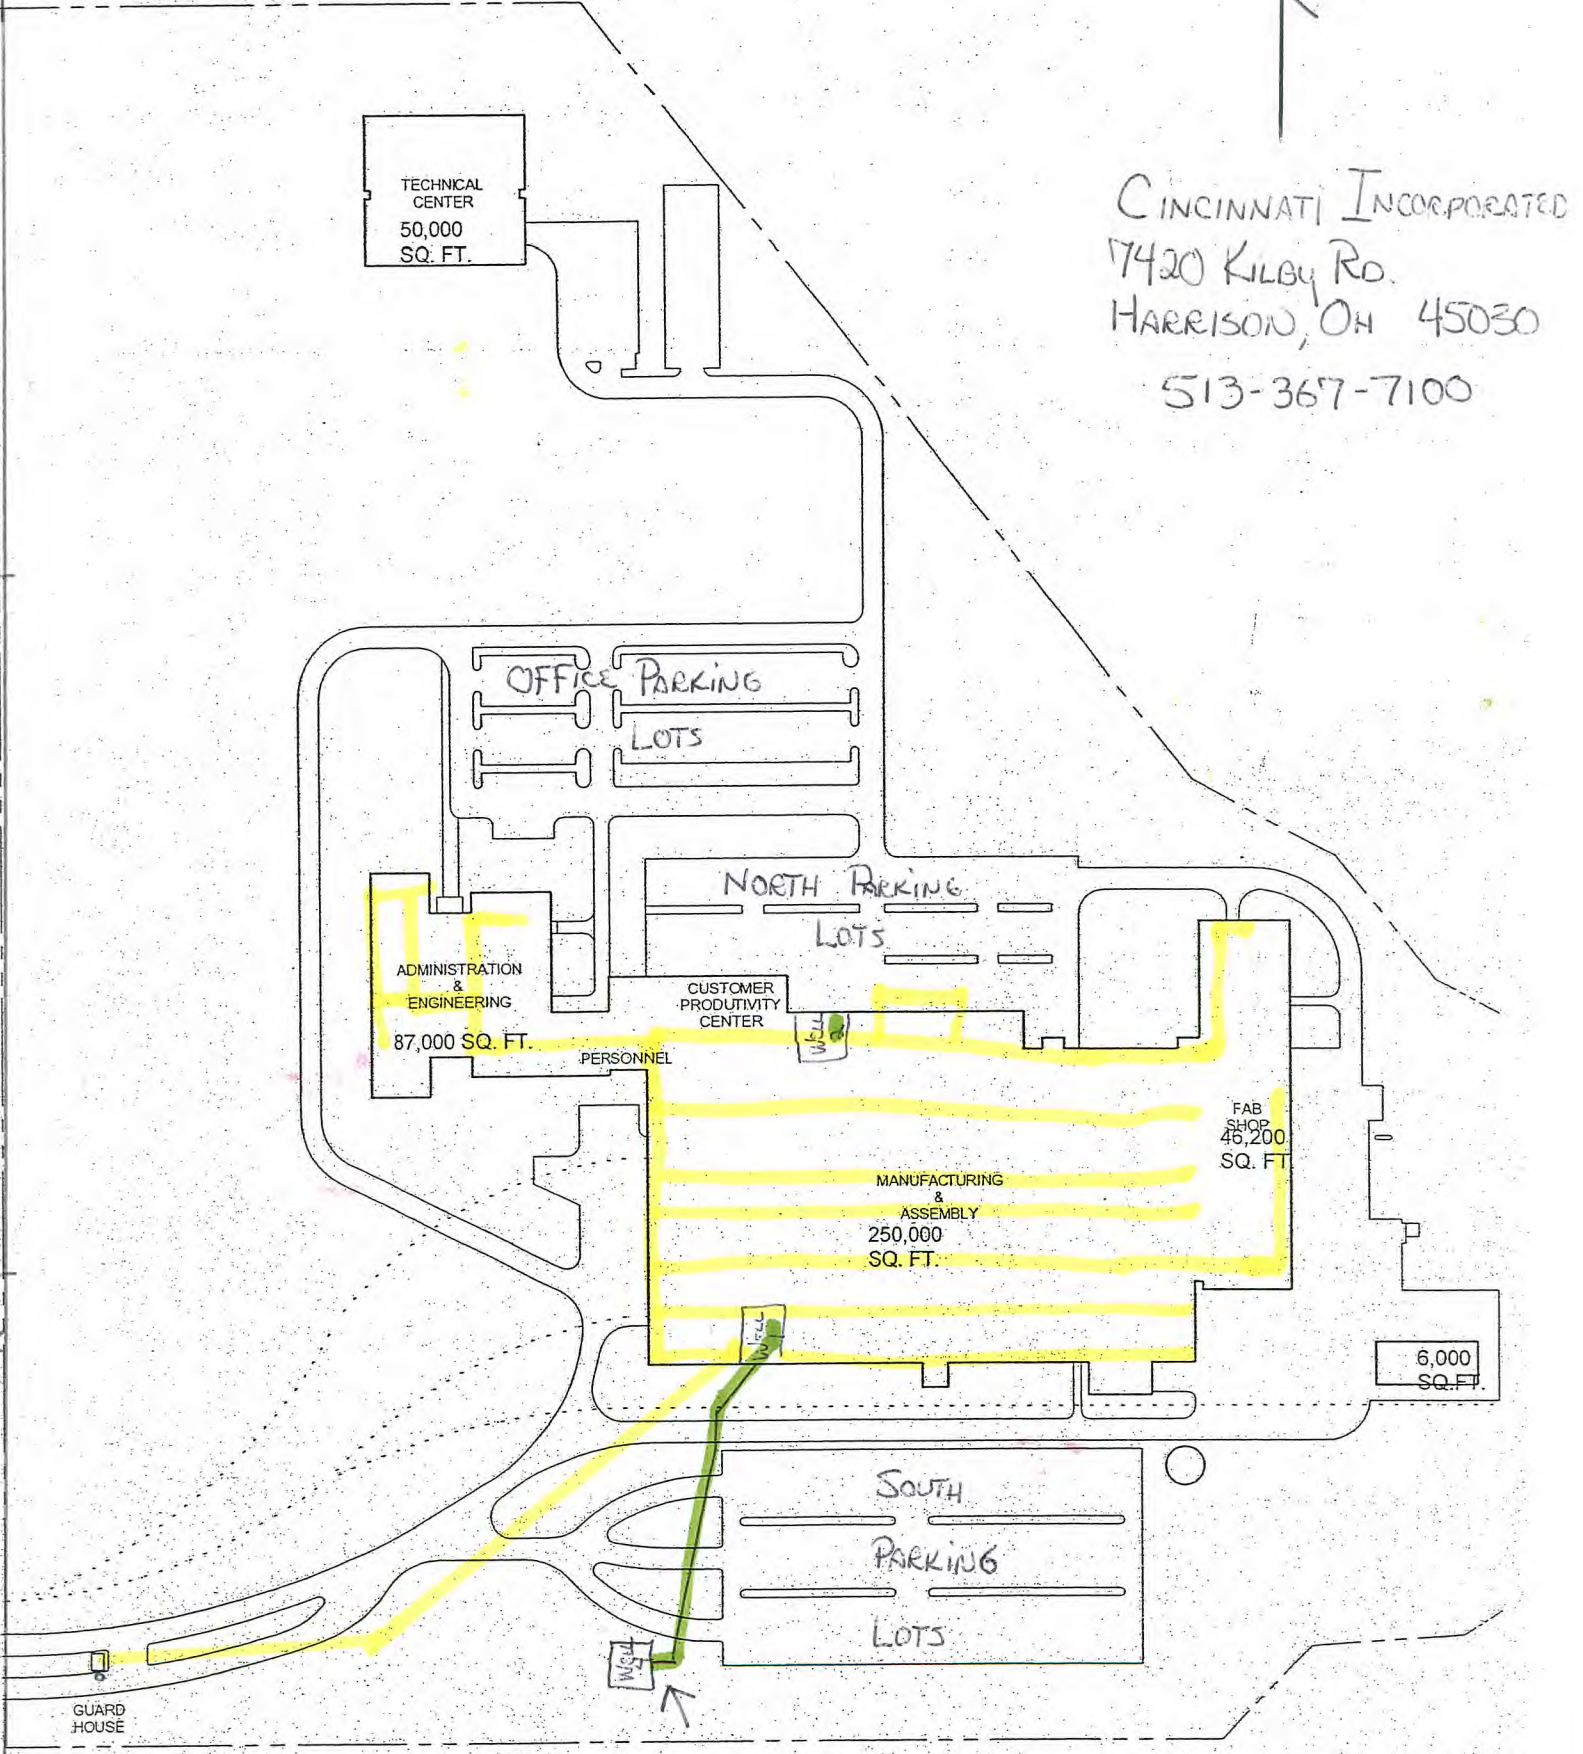 CINCINNATI INCORPORATED
7420 KILBY RD.
HARRISON, OH 45030
513-367-7100
TECHNICAL
CENTER
50,000
SQ. FT.
OFFICE PARKING
LOTS
NORTH PARKING
LOTS
ADMINISTRATION
&
ENGINEERING
87,000 SQ. FT.
CUSTOMER
PRODUTIVITY
CENTER
PERSONNEL
WELL
2
FAB
SHOP
46,200
SQ. FT
MANUFACTURING
&
ASSEMBLY
250,000
SQ. FT.
WELL
6,000
SQ.FT.
SOUTH
PARKING
LOTS
WELL
GUARD
HOUSE